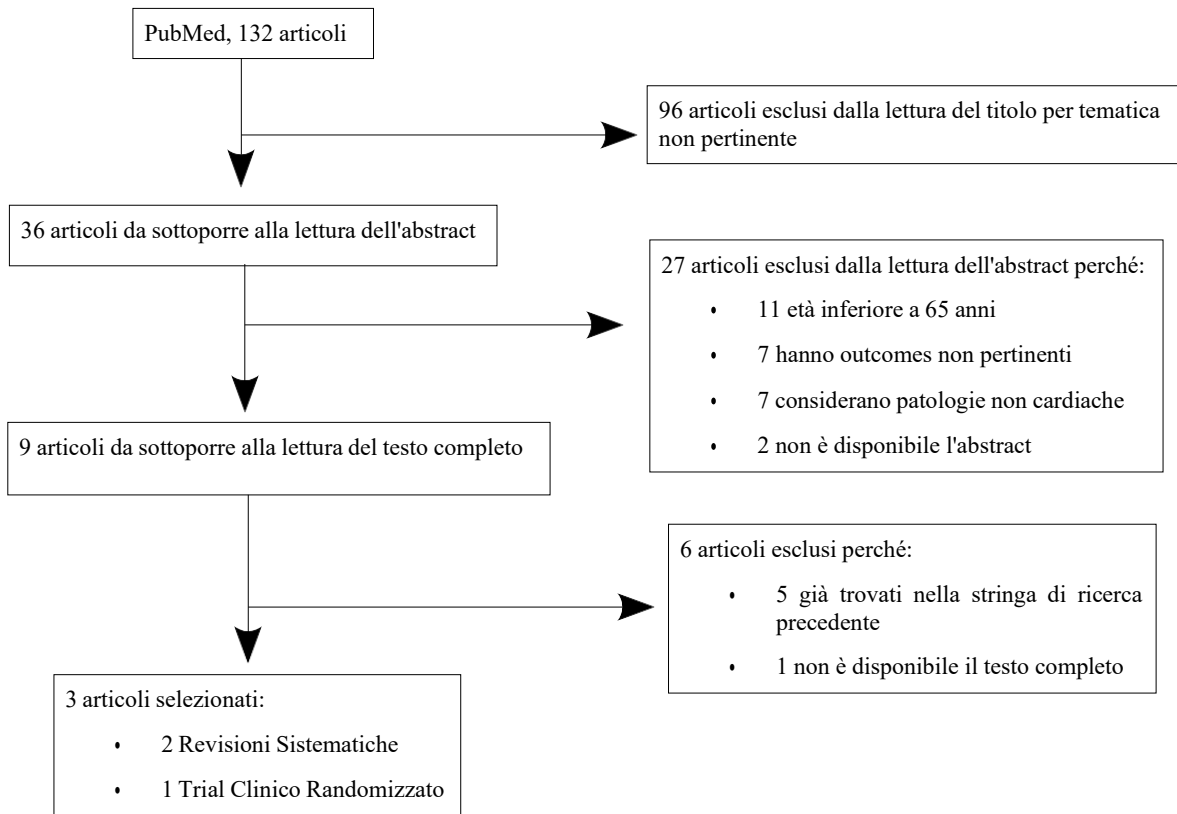 PubMed, 132 articoli
96 articoli esclusi dalla lettura del titolo per tematica
non pertinente
36 articoli da sottoporre alla lettura dell'abstract
27 articoli esclusi dalla lettura dell'abstract perché:
• 11 età inferiore a 65 anni
• 7 hanno outcomes non pertinenti
• 7 considerano patologie non cardiache
• 2 non è disponibile l'abstract
9 articoli da sottoporre alla lettura del testo completo
6 articoli esclusi perché:
• 5 già trovati nella stringa di ricerca
precedente
• 1 non è disponibile il testo completo
3 articoli selezionati:
• 2 Revisioni Sistematiche
• 1 Trial Clinico Randomizzato